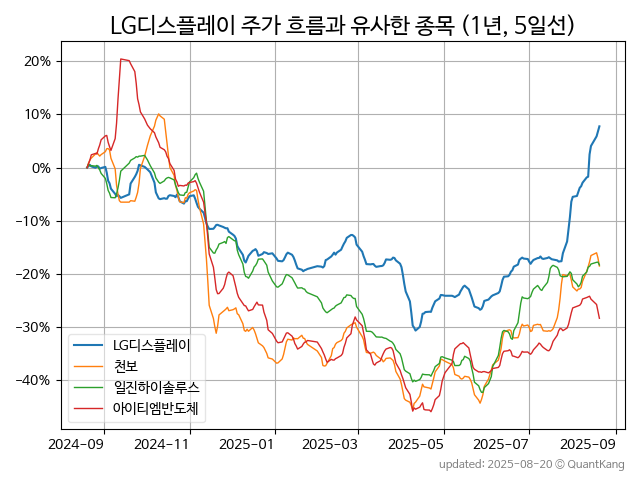 LG디스플레이 주가 흐름과 유사한 종목 (1년, 5일선)
20%
10%
0%
−10%
−20%
−30%
−40%
LG디스플레이
천보
일진하이솔루스
아이티엠반도체
2024-09 2024-11 2025-01 2025-03 2025-05 2025-07 2025-09
updated: 2025-08-20 © QuantKang